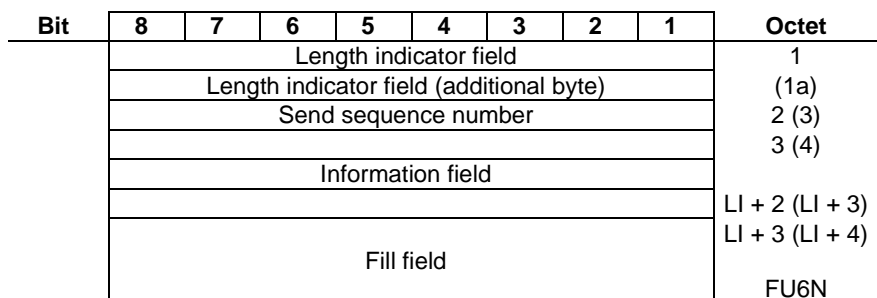 Bit 8 7 6 5 4 3 2 1 Octet
Length indicator field 1
Length indicator field (additional byte) (1a)
Send sequence number 2 (3)
3 (4)
Information field
LI + 2 (LI + 3)
LI + 3 (LI + 4)
Fill field
FU6N